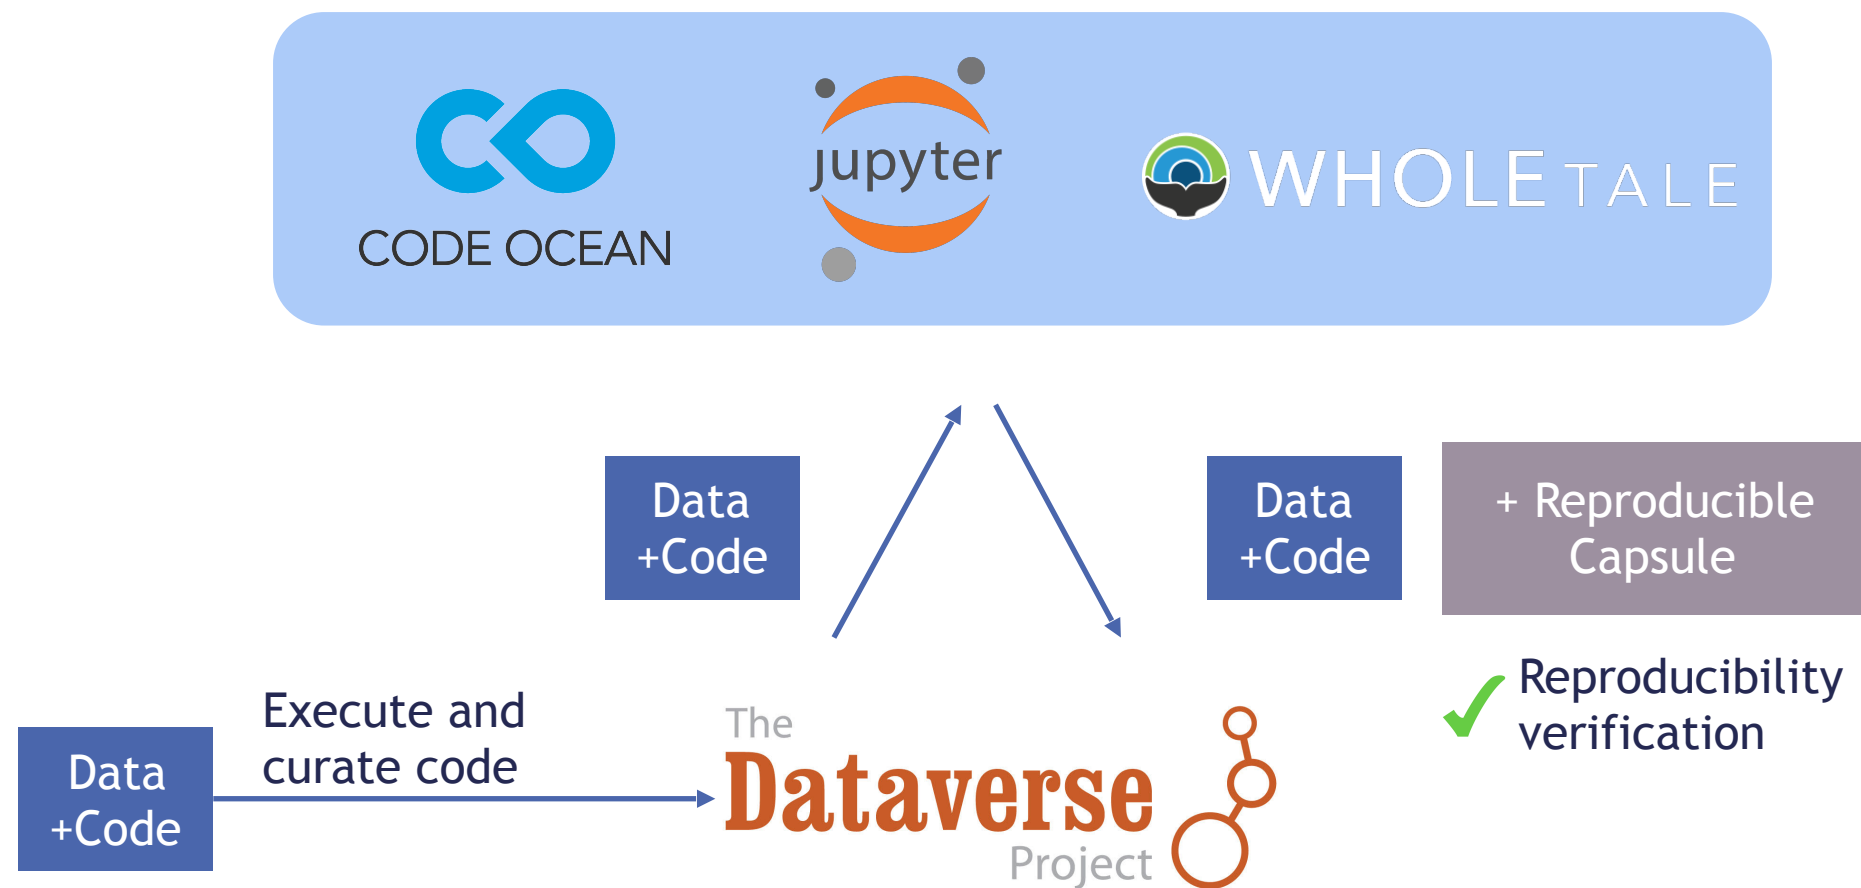 CODE OCEAN
jupyter
WHOLE TALE
Data
+Code
Data
+Code
+ Reproducible
Capsule
Reproducibility
verification
Execute and
curate code
Data
+Code
The
Dataverse
Project